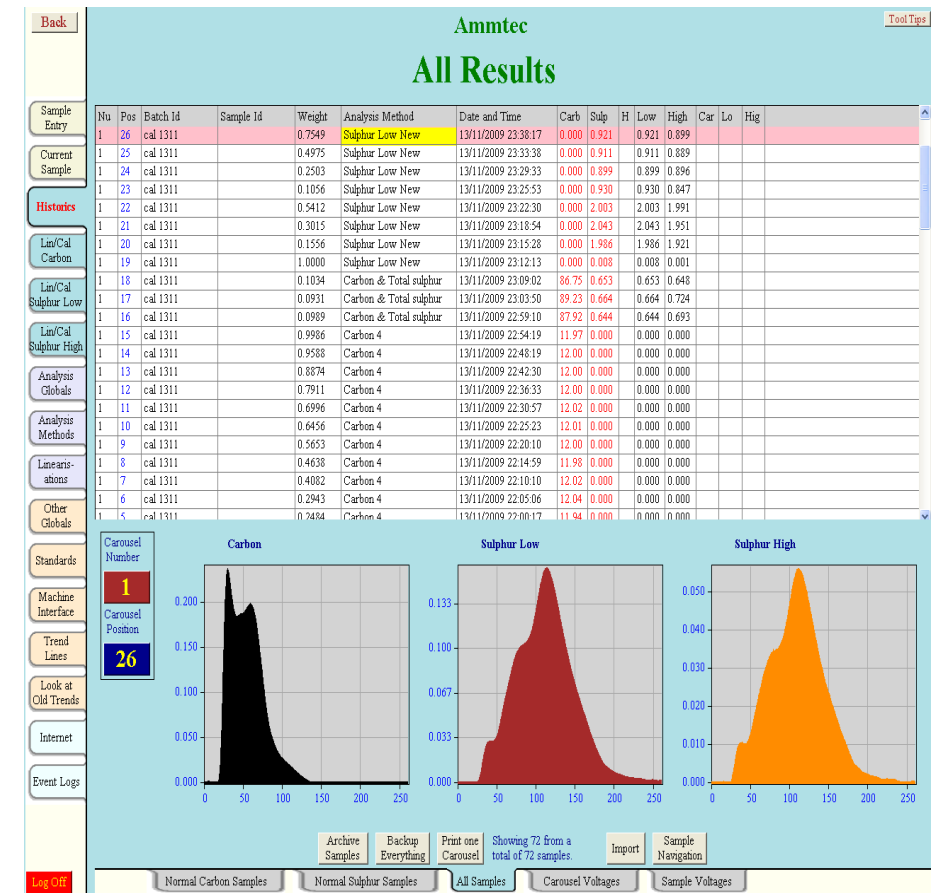 Back
Ammtec
Tool Tips
All Results
Sample
Entry
Current
Sample
Historics
Lin/Cal
Carbon
Lin/Cal
Sulphur Low
Lin/Cal
Sulphur High
Analysis
Globals
Analysis
Methods
Linearis-
ations
Other
Globals
Standards
Machine
Interface
Trend
Lines
Look at
Old Trends
Internet
Event Logs
Log Off
Nu Pos Batch Id Sample Id Weight Analysis Method Date and Time Carb Sulp H Low High Car Lo Hig
1 26 cal 1311 0.7549 Sulphur Low New 13/11/2009 23:38:17 0.000 0.921 0.921 0.899
1 25 cal 1311 0.4975 Sulphur Low New 13/11/2009 23:33:38 0.000 0.911 0.911 0.889
1 24 cal 1311 0.2503 Sulphur Low New 13/11/2009 23:29:33 0.000 0.899 0.899 0.896
1 23 cal 1311 0.1056 Sulphur Low New 13/11/2009 23:25:53 0.000 0.930 0.930 0.847
1 22 cal 1311 0.5412 Sulphur Low New 13/11/2009 23:22:30 0.000 2.003 2.003 1.991
1 21 cal 1311 0.3015 Sulphur Low New 13/11/2009 23:18:54 0.000 2.043 2.043 1.951
1 20 cal 1311 0.1556 Sulphur Low New 13/11/2009 23:15:28 0.000 1.986 1.986 1.921
1 19 cal 1311 1.0000 Sulphur Low New 13/11/2009 23:12:13 0.000 0.008 0.008 0.001
1 18 cal 1311 0.1034 Carbon & Total sulphur 13/11/2009 23:09:02 86.75 0.653 0.653 0.648
1 17 cal 1311 0.0931 Carbon & Total sulphur 13/11/2009 23:03:50 89.23 0.664 0.664 0.724
1 16 cal 1311 0.0989 Carbon & Total sulphur 13/11/2009 22:59:10 87.92 0.644 0.644 0.693
1 15 cal 1311 0.9986 Carbon 4 13/11/2009 22:54:19 11.97 0.000 0.000 0.000
1 14 cal 1311 0.9588 Carbon 4 13/11/2009 22:48:19 12.00 0.000 0.000 0.000
1 13 cal 1311 0.8874 Carbon 4 13/11/2009 22:42:30 12.00 0.000 0.000 0.000
1 12 cal 1311 0.7911 Carbon 4 13/11/2009 22:36:33 12.00 0.000 0.000 0.000
1 11 cal 1311 0.6996 Carbon 4 13/11/2009 22:30:57 12.02 0.000 0.000 0.000
1 10 cal 1311 0.6456 Carbon 4 13/11/2009 22:25:23 12.01 0.000 0.000 0.000
1 9 cal 1311 0.5653 Carbon 4 13/11/2009 22:20:10 12.00 0.000 0.000 0.000
1 8 cal 1311 0.4638 Carbon 4 13/11/2009 22:14:59 11.98 0.000 0.000 0.000
1 7 cal 1311 0.4082 Carbon 4 13/11/2009 22:10:10 12.02 0.000 0.000 0.000
1 6 cal 1311 0.2943 Carbon 4 13/11/2009 22:05:06 12.04 0.000 0.000 0.000
1 5 cal 1311 0.2484 Carbon 4 13/11/2009 22:00:17 11.94 0.000 0.000 0.000
Carousel
Number
1
Carousel
Position
26
Carbon
0.200
0.150
0.100
0.050
0.000
0 50 100 150 200 250
Sulphur Low
0.133
0.100
0.067
0.033
0.000
0 50 100 150 200 250
Sulphur High
0.050
0.040
0.030
0.020
0.010
0.000
0 50 100 150 200 250
Archive
Samples
Backup
Everything
Print one
Carousel
Showing 72 from a
total of 72 samples.
Import
Sample
Navigation
Normal Carbon Samples
Normal Sulphur Samples
All Samples
Carousel Voltages
Sample Voltages